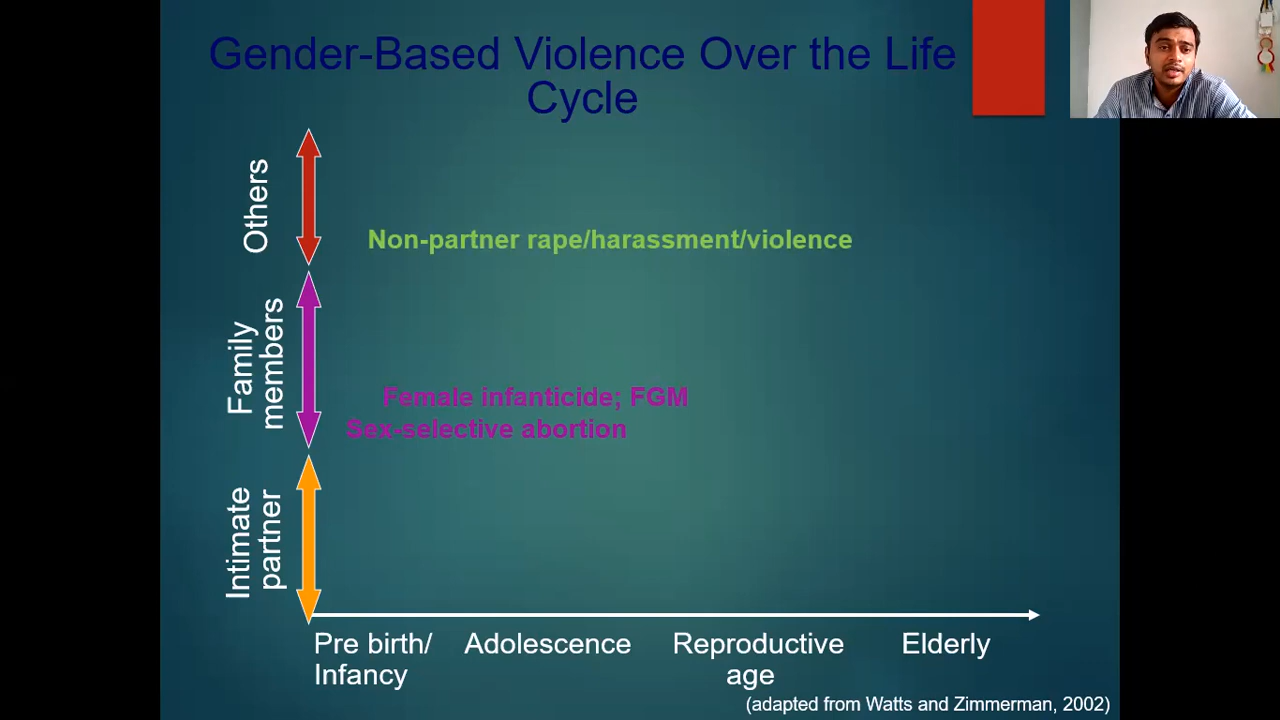 Gender-Based Violence Over the Life
Cycle
Others
Non-partner rape/harassment/violence
Family
members
Female infanticide; FGM
Sex-selective abortion
Intimate
partner
Pre birth/
Infancy
Adolescence
Reproductive
age
Elderly
(adapted from Watts and Zimmerman, 2002)